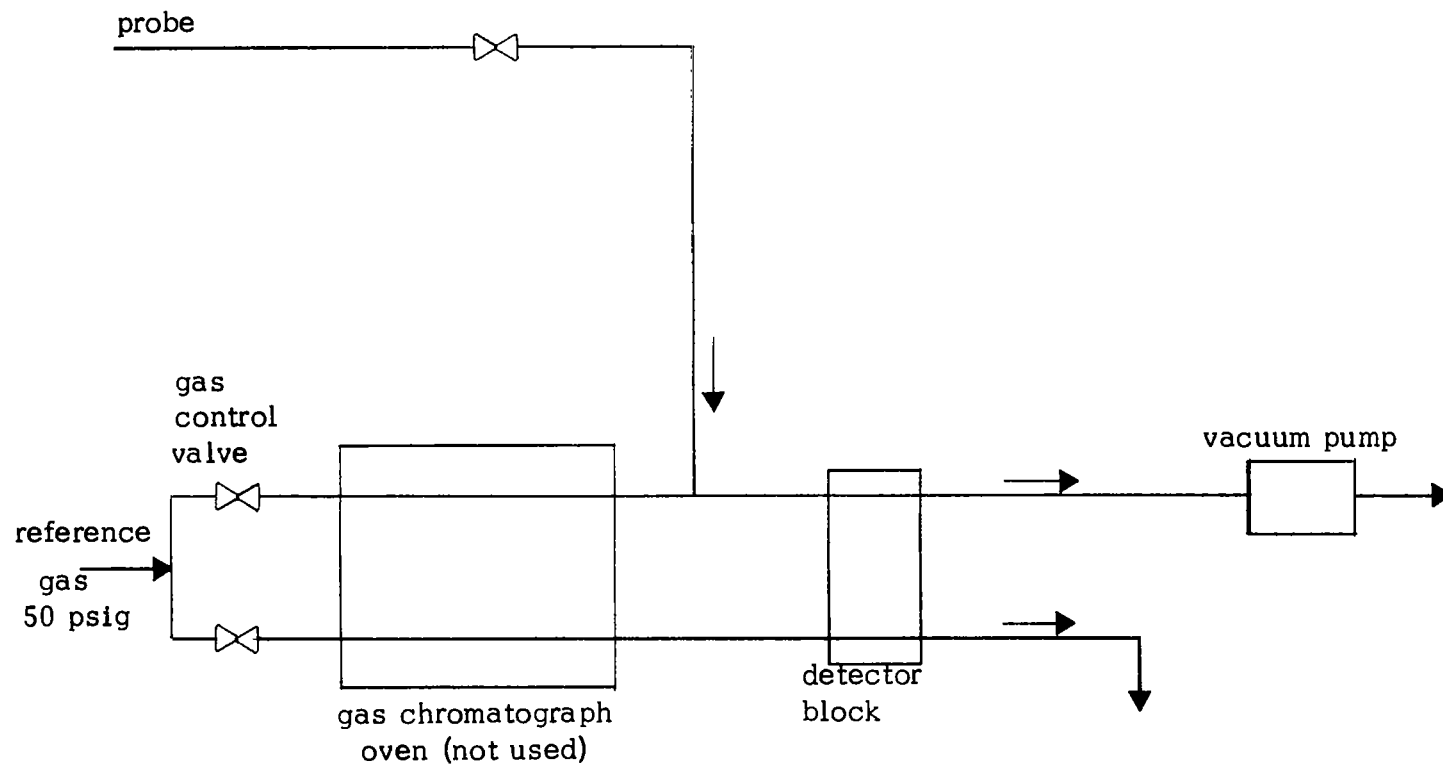 probe
gas
control
valve
vacuum pump
reference
gas
50 psig
detector
block
gas chromatograph
oven (not used)